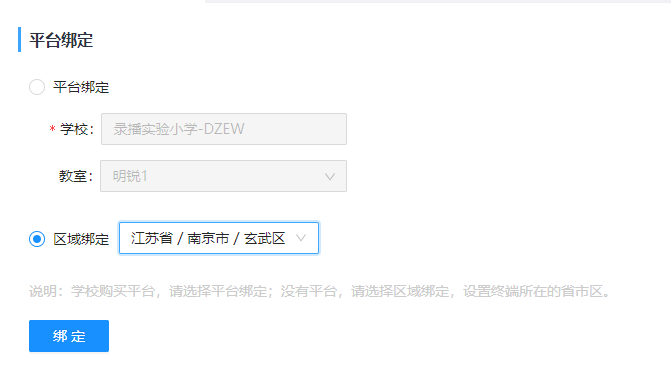 平台绑定
平台绑定
* 学校： 录播实验小学-DZEW
教室： 明锐1
区域绑定 江苏省 / 南京市 / 玄武区
说明：学校购买平台，请选择平台绑定；没有平台，请选择区域绑定，设置终端所在的省市区。
绑 定